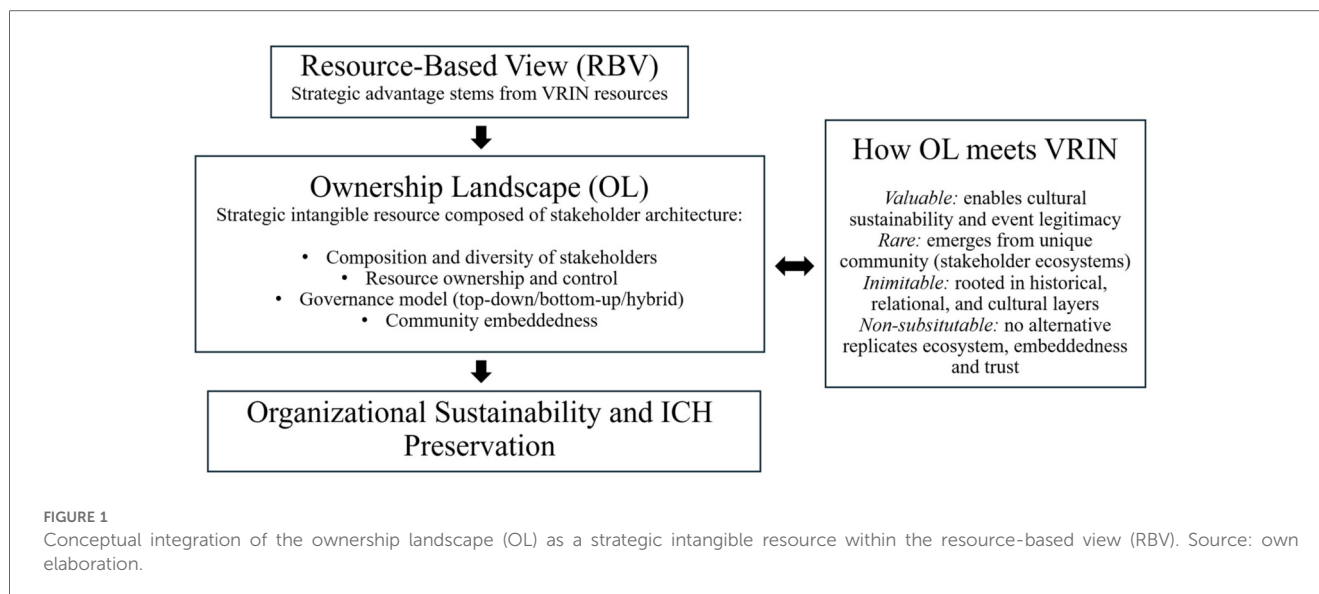 Resource-Based View (RBV)
Strategic advantage stems from VRIN resources
Ownership Landscape (OL)
Strategic intangible resource composed of stakeholder architecture:
• Composition and diversity of stakeholders
• Resource ownership and control
• Governance model (top-down/bottom-up/hybrid)
• Community embeddedness
How OL meets VRIN
Valuable: enables cultural
sustainability and event legitimacy
Rare: emerges from unique
community (stakeholder ecosystems)
Inimitable: rooted in historical,
relational, and cultural layers
Non-subsitutable: no alternative
replicates ecosystem, embeddedness
and trust
Organizational Sustainability and ICH
Preservation
FIGURE 1
Conceptual integration of the ownership landscape (OL) as a strategic intangible resource within the resource-based view (RBV). Source: own
elaboration.